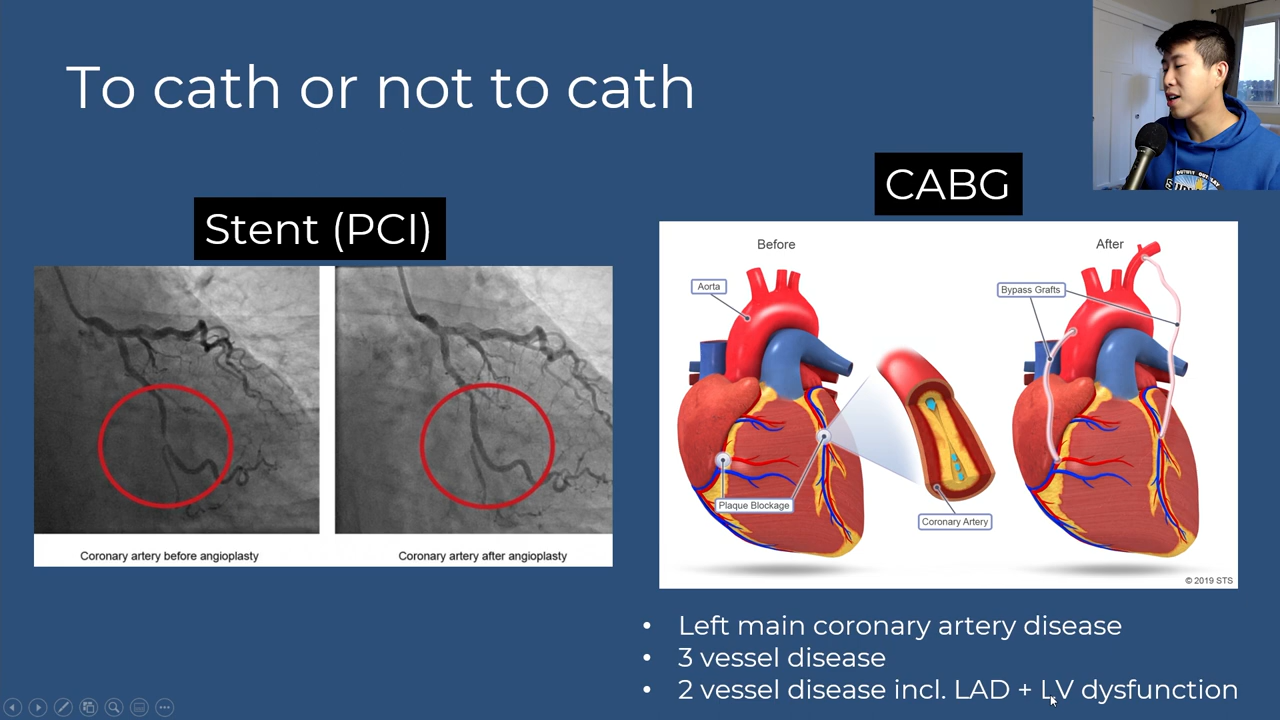 To cath or not to cath
Stent (PCI)
Coronary artery before angioplasty
Coronary artery after angioplasty
CABG
Before
After
Aorta
Bypass Grafts
Plaque Blockage
Coronary Artery
© 2019 STS
• Left main coronary artery disease
• 3 vessel disease
• 2 vessel disease incl. LAD + LV dysfunction